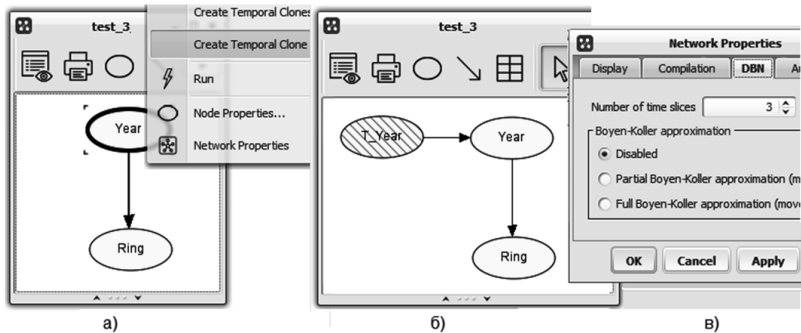 test_3
Create Temporal Clones
Create Temporal Clone
Run
Node Properties...
Network Properties
Year
Ring
а)
test_3
T_Year
Year
Ring
б)
Network Properties
Display
Compilation
DBN
Number of time slices
3
Boyen-Koller approximation
Disabled
Partial Boyen-Koller approximation (m
Full Boyen-Koller approximation (mov
OK
Cancel
Apply
в)